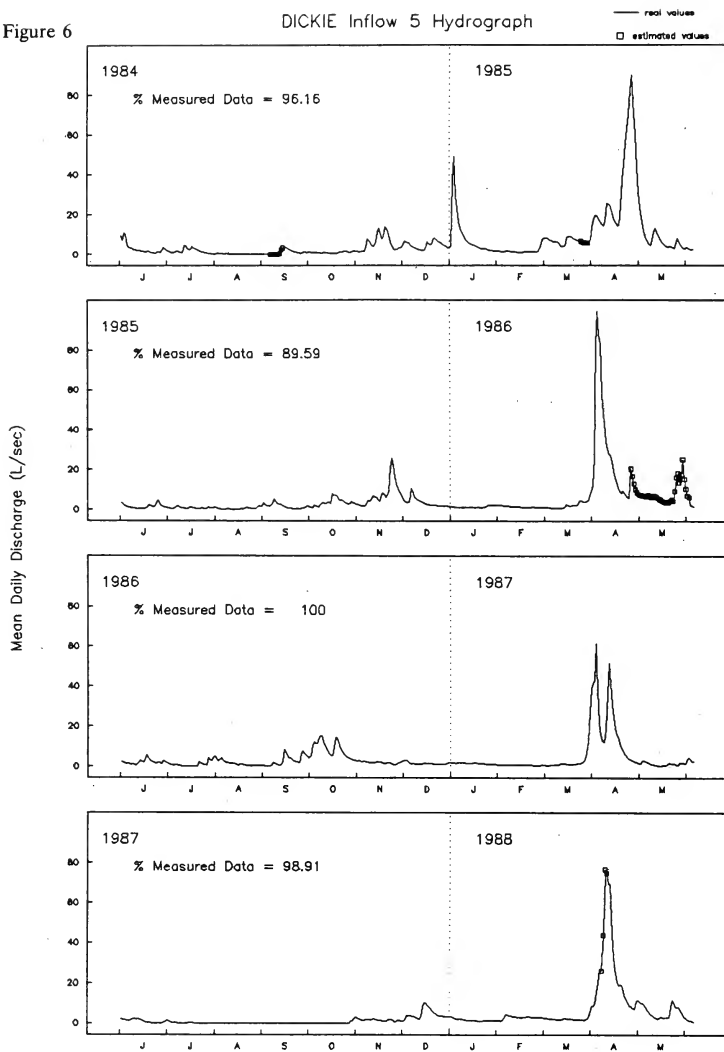 Figure 6
DICKIE Inflow 5 Hydrograph
real values
estimated values
Mean Daily Discharge (L/sec)
1984
1985
% Measured Data = 96.16
80
60
40
20
0
J J A S O N D J F M A M
1985
1986
% Measured Data = 89.59
80
60
40
20
0
J J A S O N D J F M A M
1986
1987
% Measured Data = 100
80
60
40
20
0
J J A S O N D J F M A M
1987
1988
% Measured Data = 98.91
80
60
40
20
0
J J A S O N D J F M A M